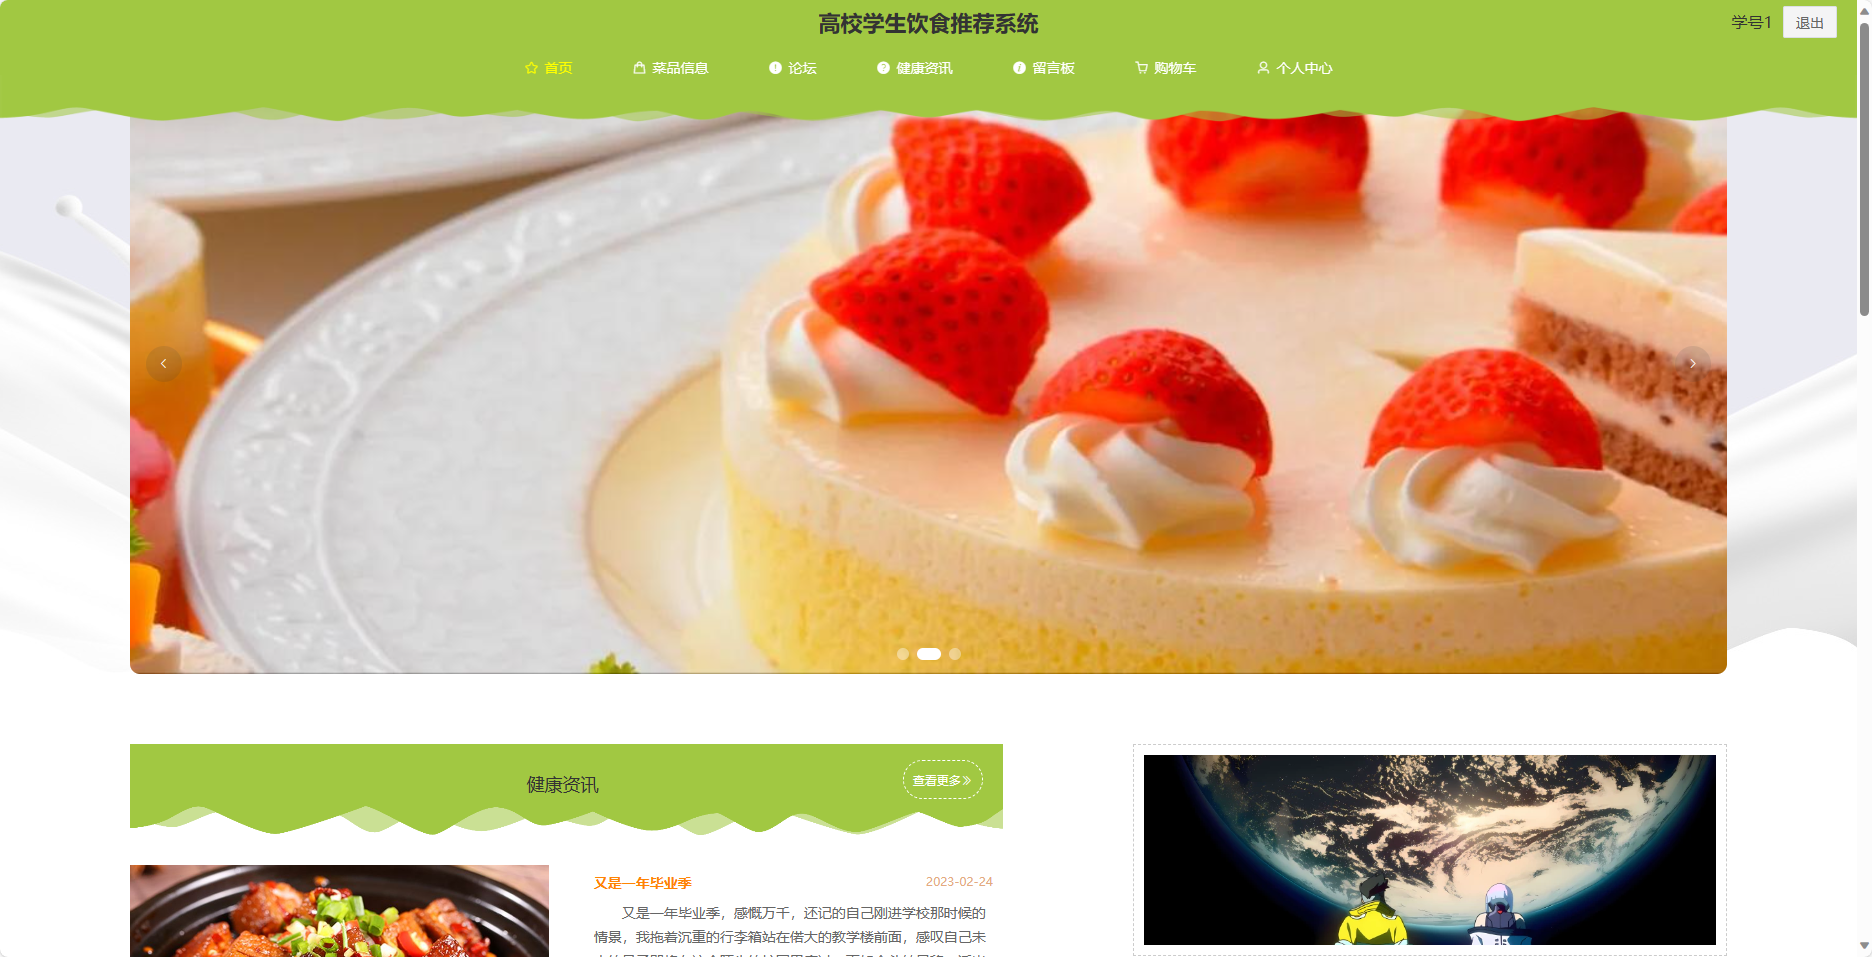 高校学生饮食推荐系统
学号1 退出
首页 菜品信息 论坛 健康资讯 留言板 购物车 个人中心
健康资讯
查看更多
又是一年毕业季 2023-02-24
又是一年毕业季，感慨万千，还记的自己刚进学校那时候的
情景，我拖着沉重的行李箱站在偌大的教学楼前面，感叹自己未